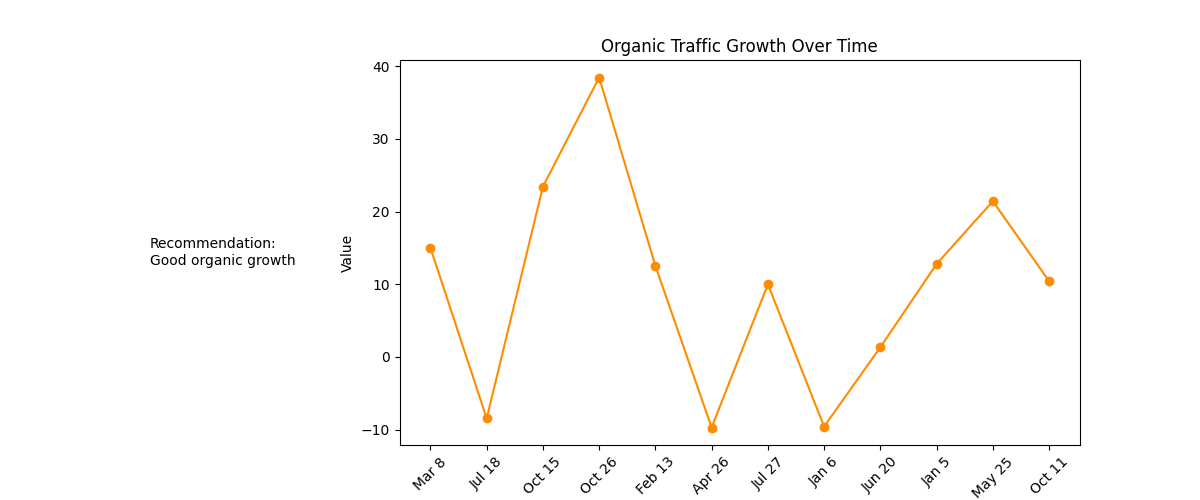 Organic Traffic Growth Over Time
Recommendation:
Good organic growth
Value
40
30
20
10
0
−10
Mar 8
Jul 18
Oct 15
Oct 26
Feb 13
Apr 26
Jul 27
Jan 6
Jun 20
Jan 5
May 25
Oct 11